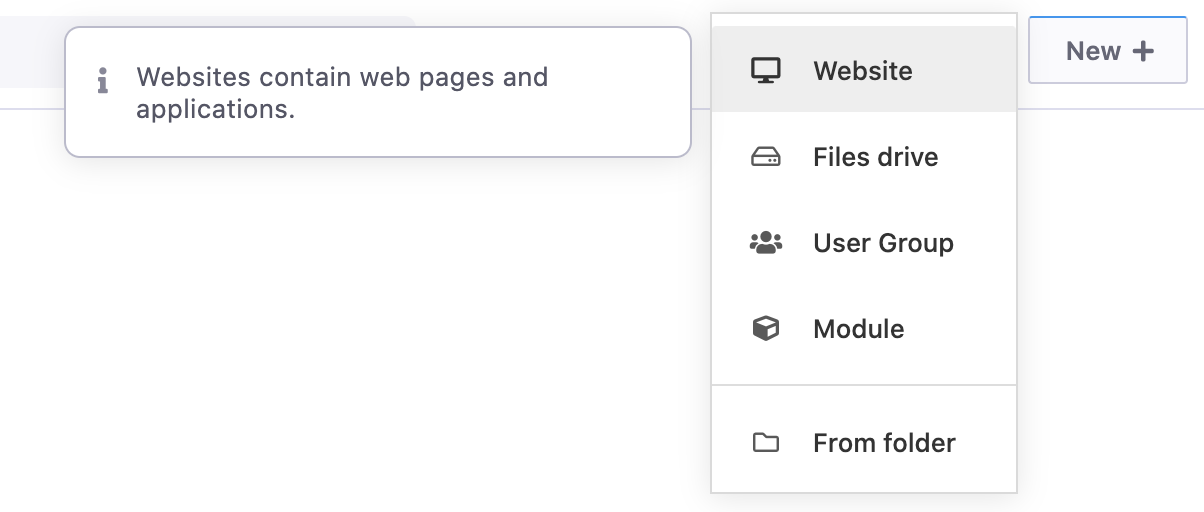 Websites contain web pages and
applications.
Website
Files drive
User Group
Module
From folder
New +